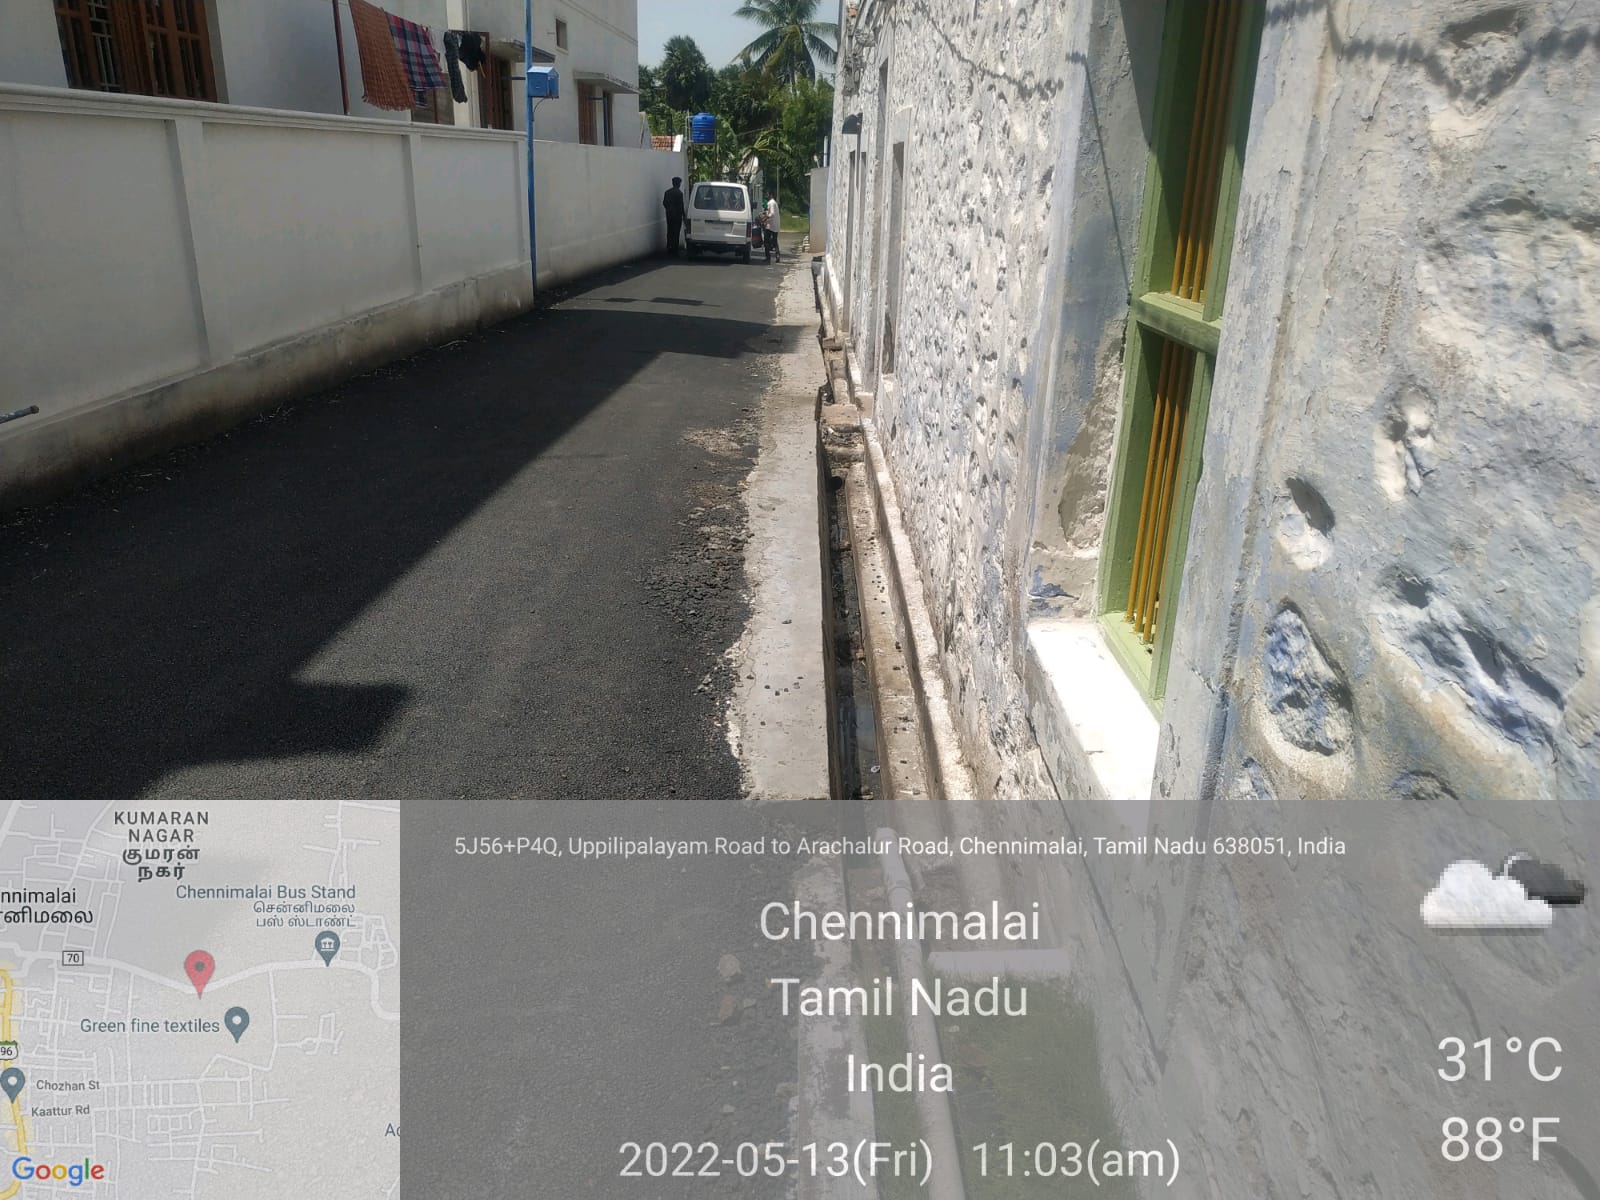 KUMARAN
NAGAR
குமரன்
நகர்
Chennimalai Bus Stand
சென்னிமலை
பஸ் ஸ்டாண்ட்
nnimalai
னிமலை
70
Green fine textiles
96
Chozhan St
Kaattur Rd
Ac
Google
5J56+P4Q, Uppilipalayam Road to Arachalur Road, Chennimalai, Tamil Nadu 638051, India
Chennimalai
Tamil Nadu
India
2022-05-13(Fri) 11:03(am)
31°C
88°F